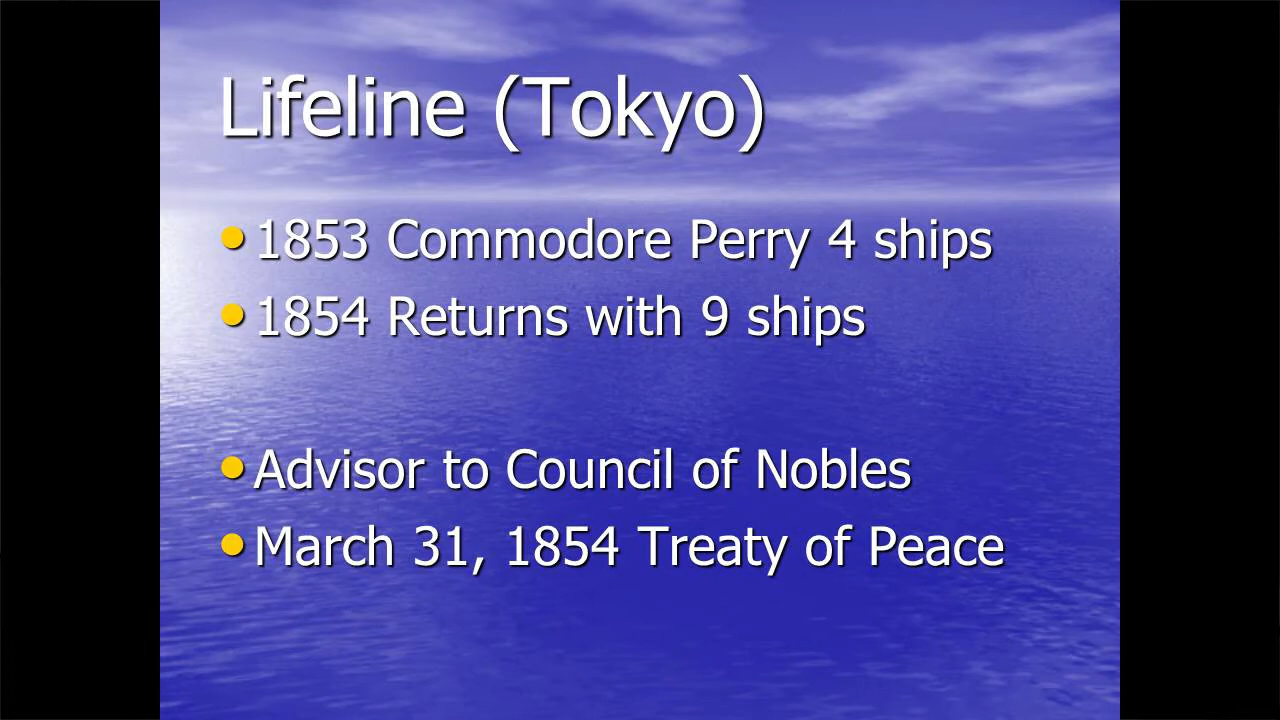 Lifeline (Tokyo)
• 1853 Commodore Perry 4 ships
• 1854 Returns with 9 ships
• Advisor to Council of Nobles
• March 31, 1854 Treaty of Peace